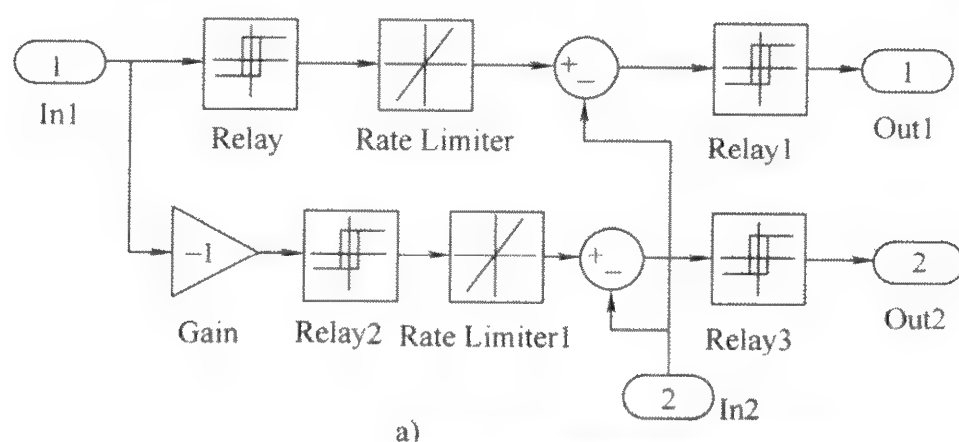 1
In1
Relay
Rate Limiter
+
−
Relay1
1
Out1
−1
Gain
Relay2
Rate Limiter1
+
−
Relay3
2
Out2
2
In2
a)